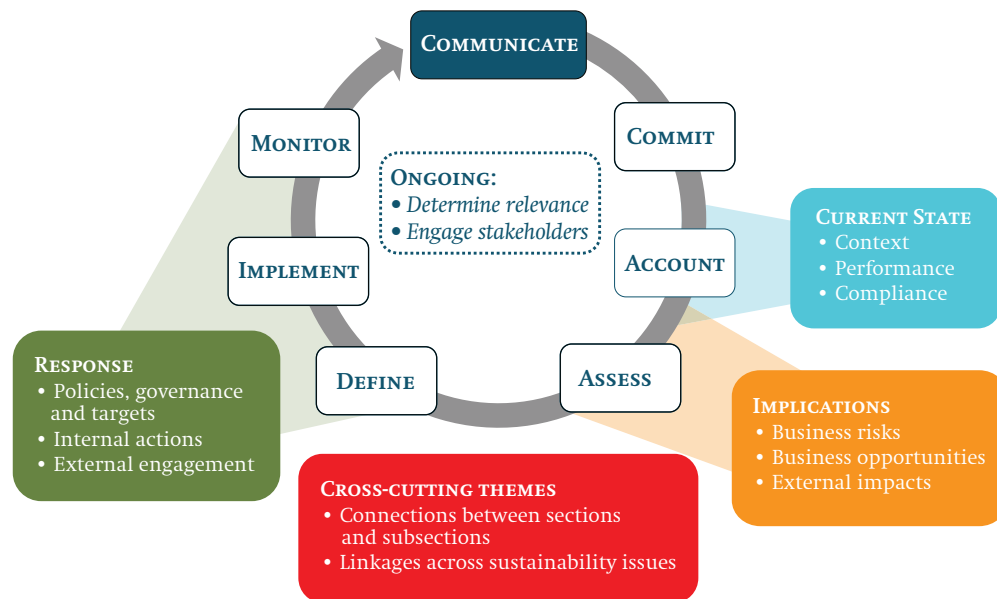 COMMUNICATE
COMMIT
ACCOUNT
ASSESS
DEFINE
IMPLEMENT
MONITOR
ONGOING:
• Determine relevance
• Engage stakeholders
CURRENT STATE
• Context
• Performance
• Compliance
IMPLICATIONS
• Business risks
• Business opportunities
• External impacts
CROSS-CUTTING THEMES
• Connections between sections
and subsections
• Linkages across sustainability issues
RESPONSE
• Policies, governance
and targets
• Internal actions
• External engagement